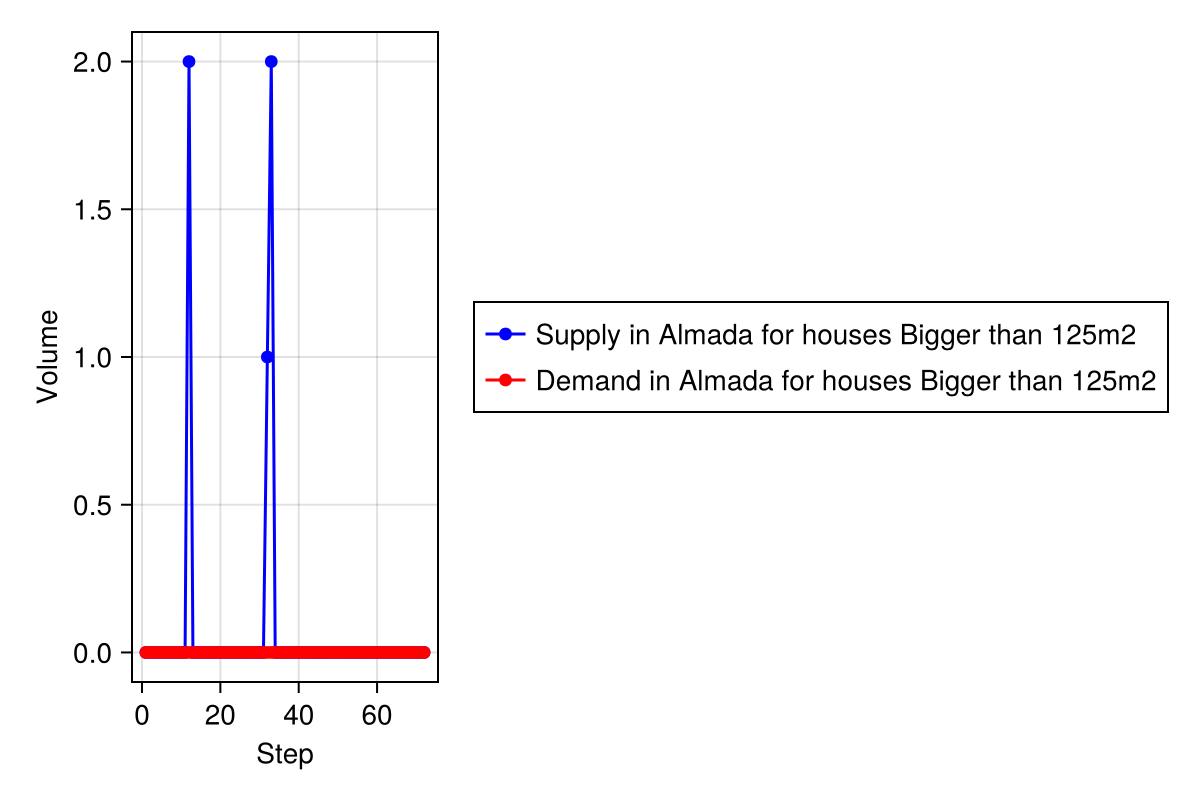 2.0
1.5
1.0
0.5
0.0
Volume
0 20 40 60
Step
Supply in Almada for houses Bigger than 125m2
Demand in Almada for houses Bigger than 125m2